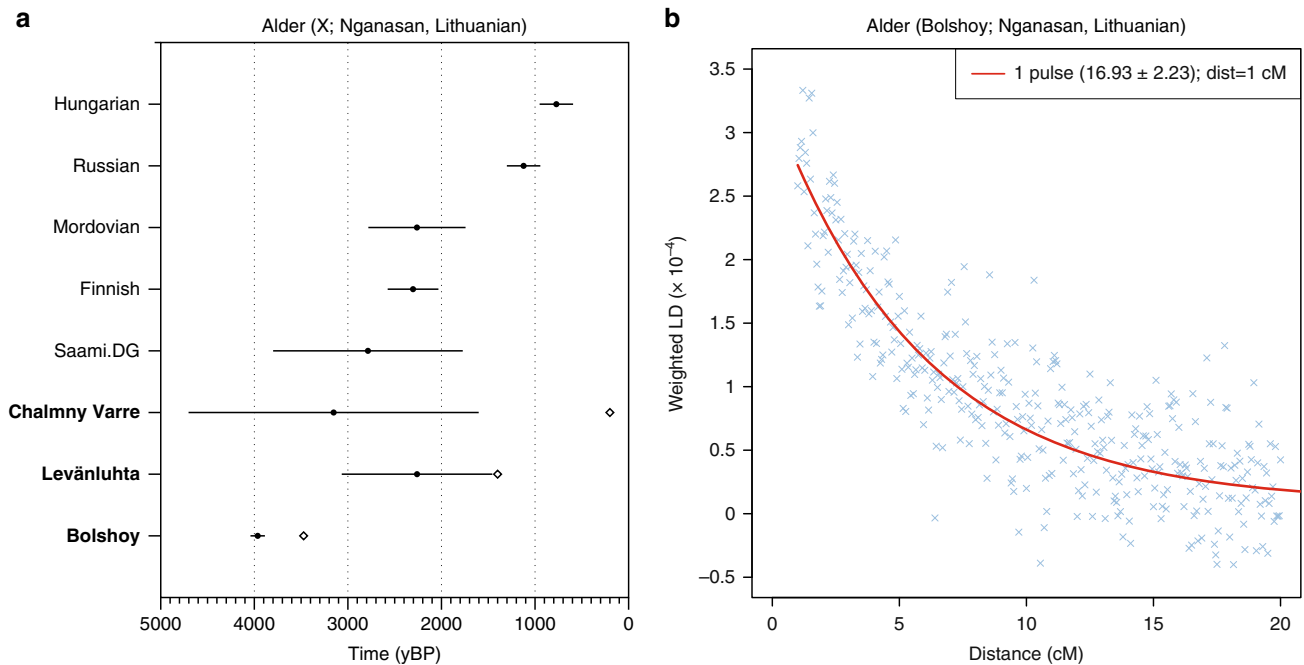 a
Alder (X; Nganasan, Lithuanian)
Hungarian
Russian
Mordovian
Finnish
Saami.DG
Chalmny Varre
Levänluhta
Bolshoy
5000 4000 3000 2000 1000 0
Time (yBP)
b
Alder (Bolshoy; Nganasan, Lithuanian)
1 pulse (16.93 ± 2.23); dist=1 cM
3.5
3
2.5
2
1.5
1
0.5
0
–0.5
Weighted LD (× 10⁻⁴)
0 5 10 15 20
Distance (cM)